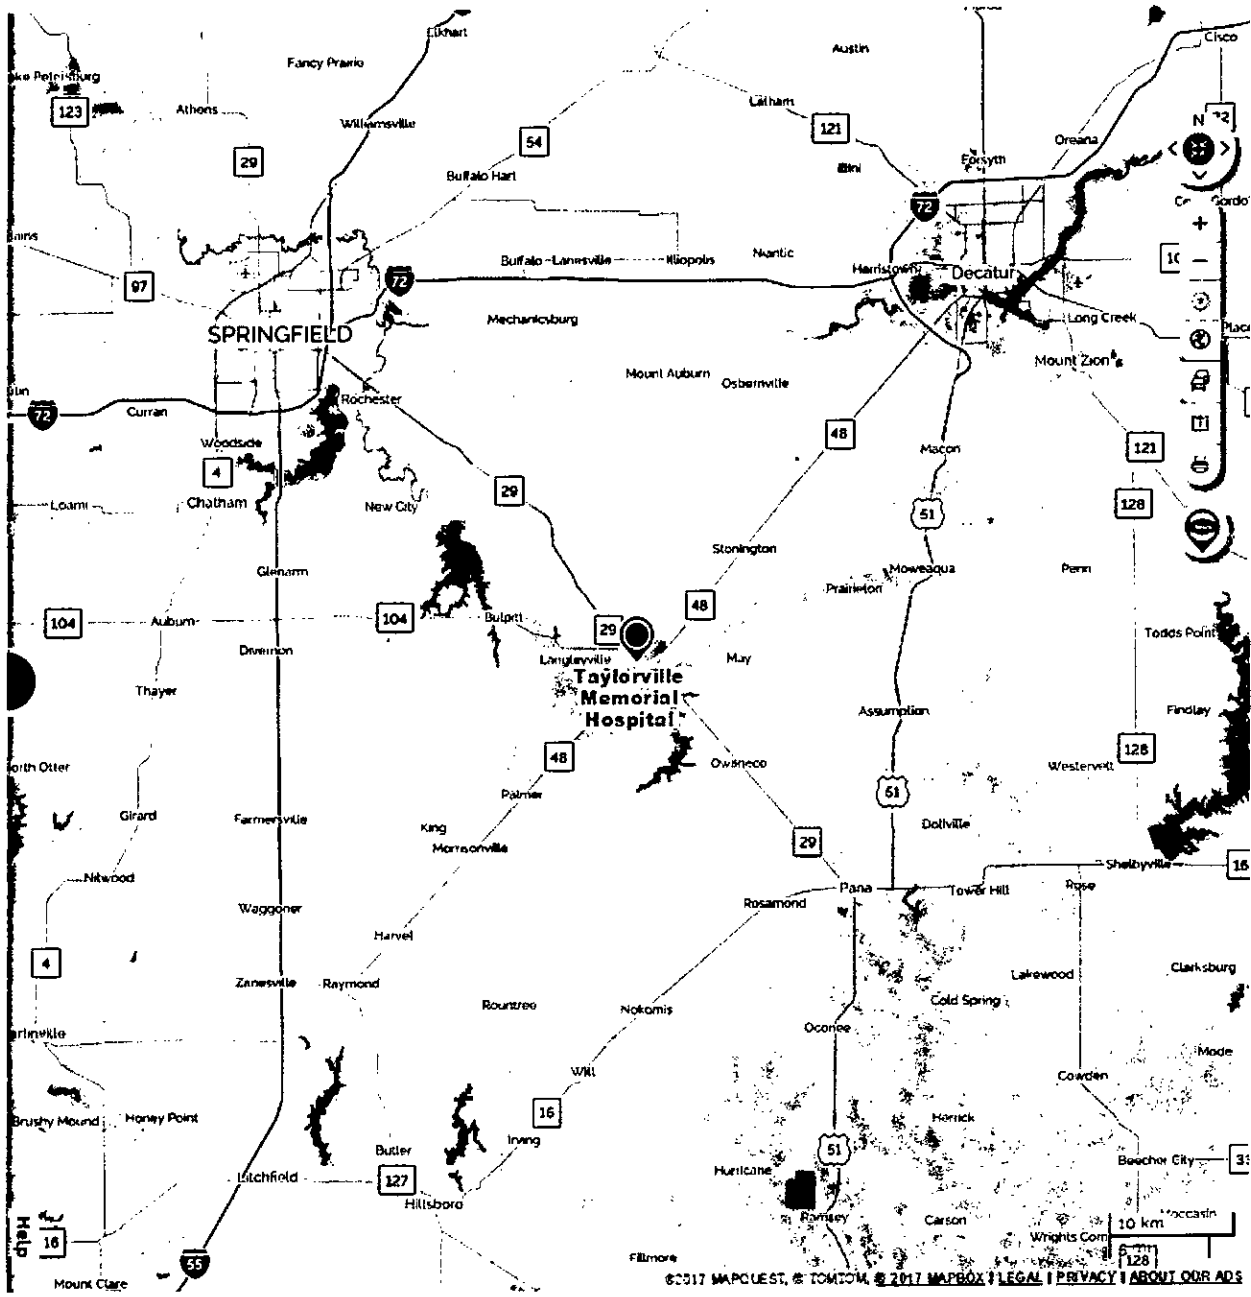 Elkhart
Cisco
Austin
Fancy Prairie
123
Athons
Latham
121
Williamsville
54
Oreana
N
29
Forsyth
Buffalo Hart
72
97
72
Buffalo
Lanesville
Illiopolis
Niantic
Harristown
Decatur
SPRINGFIELD
Mechanicsburg
Long Creek
Place
Mount Zion
Mount Auburn
Osbernville
72
Curran
Rochester
48
Woodside
4
Macon
121
Loami
Chatham
29
New City
51
128
Stonington
Glenarm
Moweaqua
Penn
Prairieton
48
104
Auburn
104
Bulpitt
29
Todds Point
Divernon
Langleyville
May
Taylorville
Memorial
Hospital
Thayer
Assumption
Findlay
48
128
orth Otter
Owaneco
Westervelt
Palmer
51
Girard
Farmersville
King
Dollville
Morrisonville
29
Shelbyville
16
Nilwood
Pana
Tower Hill
Rose
Waggoner
Rosamond
Harvel
4
Lakewood
Clarksburg
Zanesville
Raymond
Rountree
Nokomis
Cold Spring
Oconee
Mode
Witt
Cowden
16
Brushy Mound
Honey Point
Herrick
Irving
Butler
51
Beecher City
Hurricane
Litchfield
127
Hillsboro
Ramsey
Carson
Help
16
10 km
Wrights Corn
Fillmore
55
128
Mount Clare
©2017 MAPQUEST, © TOMTOM, © 2017 MAPBOX | LEGAL | PRIVACY | ABOUT OUR ADS